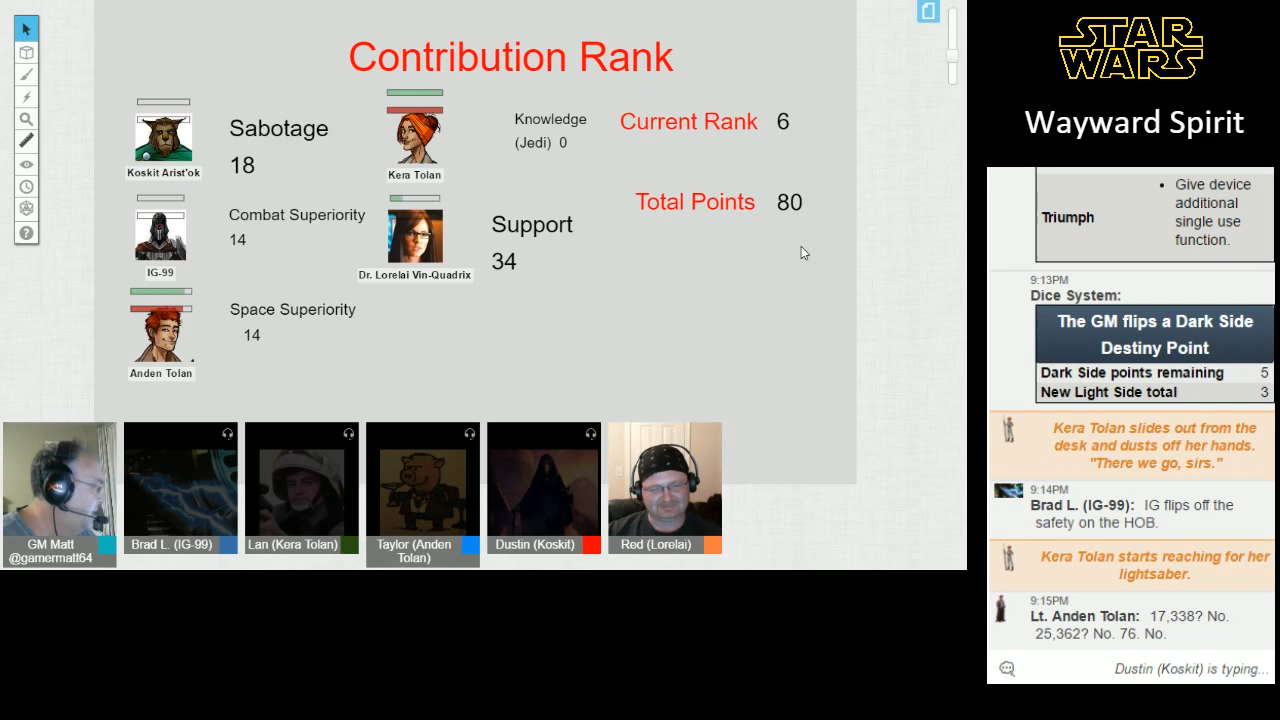 Contribution Rank
Sabotage
18
Koskit Arist'ok
Knowledge
(Jedi) 0
Kera Tolan
Current Rank 6
Combat Superiority
14
IG-99
Support
34
Dr. Lorelai Vin-Quadrix
Total Points 80
Space Superiority
14
Anden Tolan
GM Matt
@gamermatt64
Brad L. (IG-99)
Lan (Kera Tolan)
Taylor (Anden
Tolan)
Dustin (Koskit)
Red (Lorelai)
STAR
WARS
Wayward Spirit
Triumph
• Give device
additional
single use
function.
9:13PM
Dice System:
The GM flips a Dark Side
Destiny Point
Dark Side points remaining 5
New Light Side total 3
Kera Tolan slides out from the
desk and dusts off her hands.
"There we go, sirs."
9:14PM
Brad L. (IG-99): IG flips off the
safety on the HOB.
Kera Tolan starts reaching for her
lightsaber.
9:15PM
Lt. Anden Tolan: 17,338? No.
25,362? No. 76. No.
Dustin (Koskit) is typing...